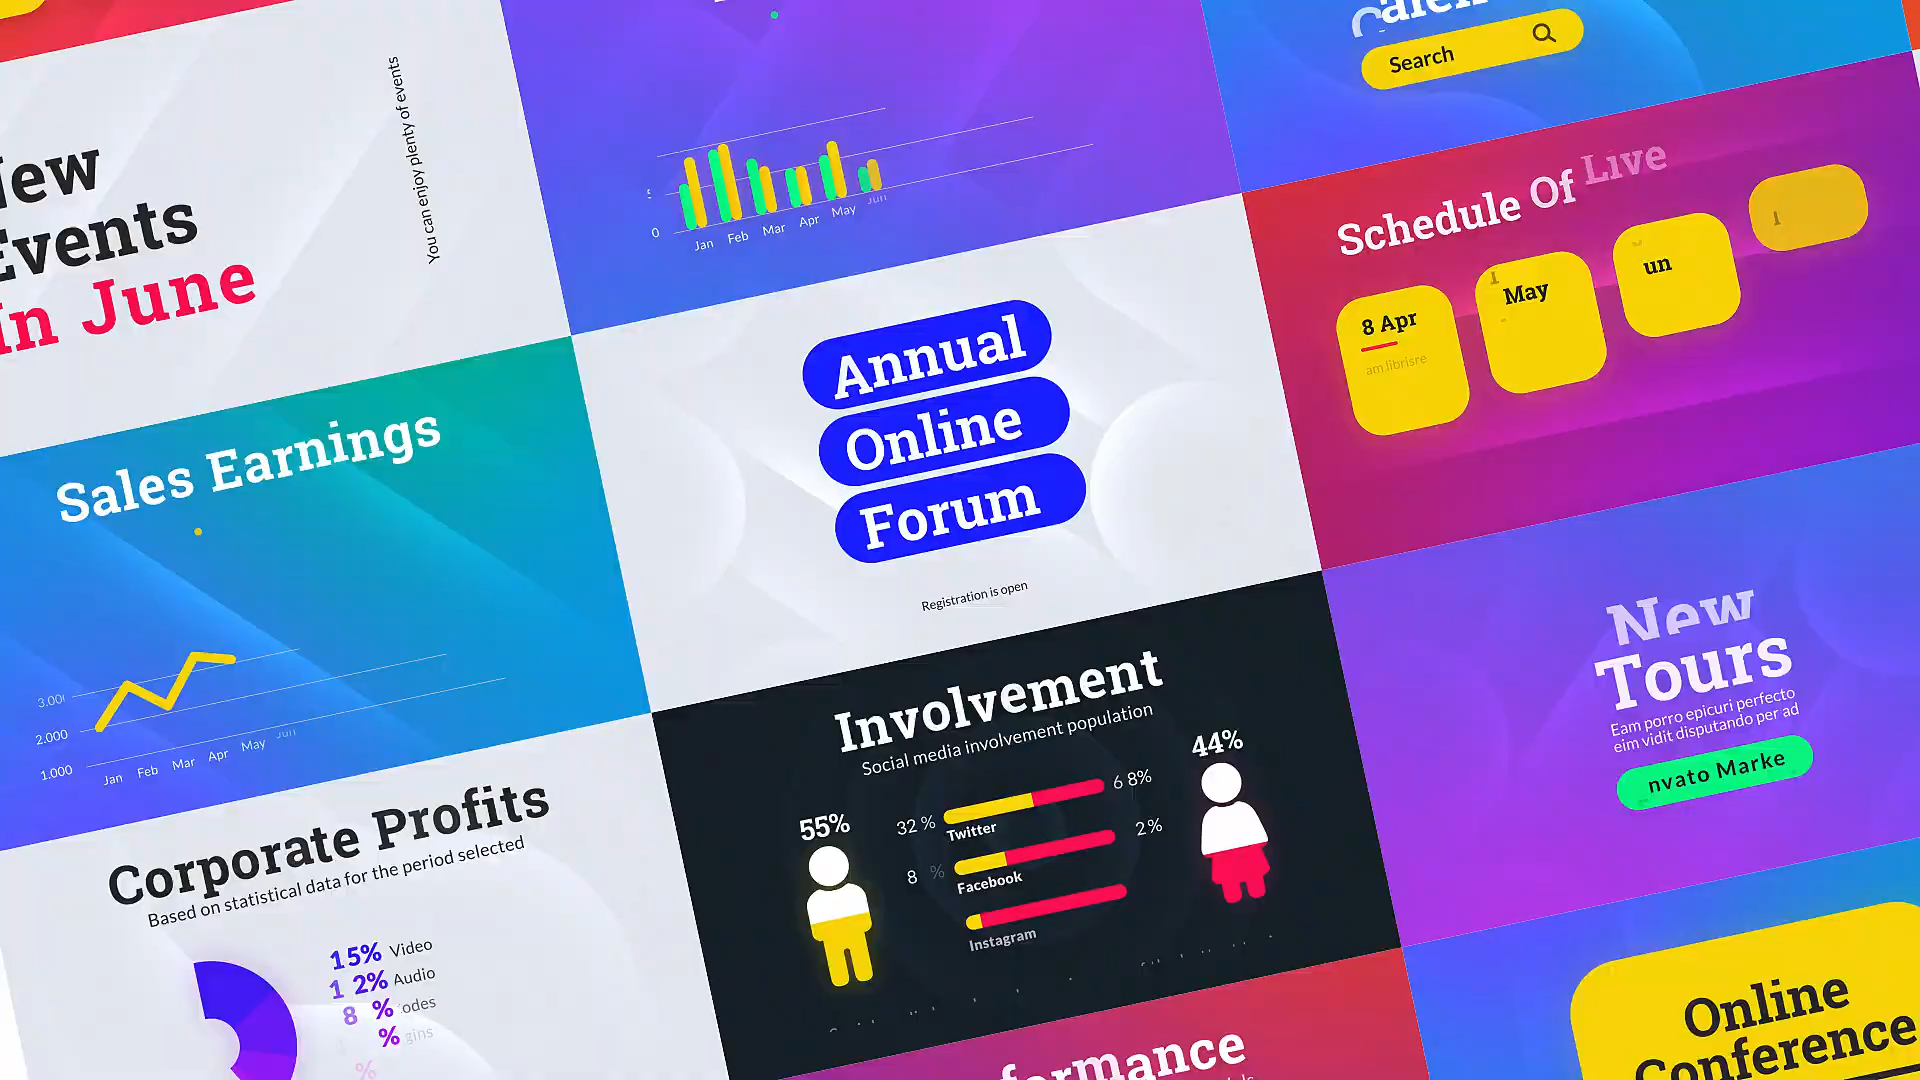 Events
In June
You can enjoy plenty of events
0
Jan Feb Mar Apr May Jun
Search
Schedule Of Live
8 Apr
May
un
Annual
Online
Forum
Registration is open
Sales Earnings
2.000
1.000
Jan Feb Mar Apr May Jun
Involvement
Social media involvement population
55%
44%
32 %
6 8%
Twitter
8 %
2%
Facebook
Instagram
New
Tours
Eam porro epicuri perfecto
eim vidit disputando per ad
nvato Marke
Corporate Profits
Based on statistical data for the period selected
15% Video
1 2% Audio
8 % odes
% gins
%
formance
Online
Conference